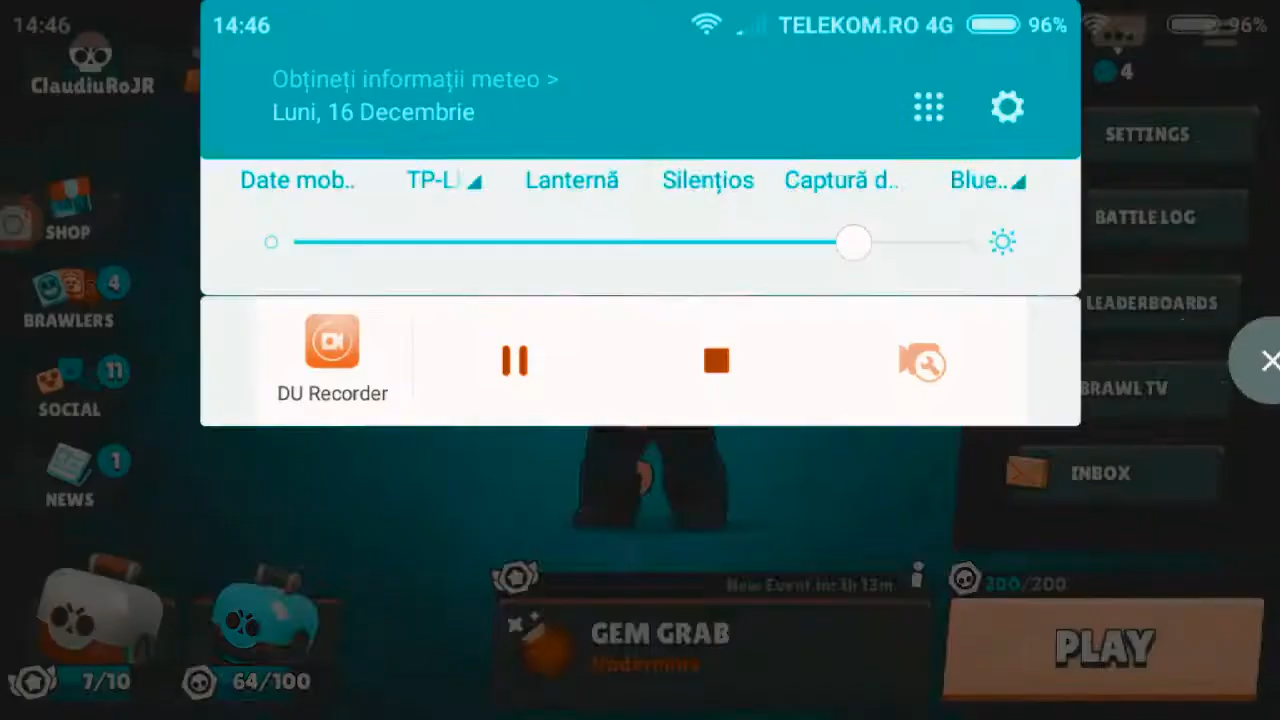 14:46
14:46
TELEKOM.RO 4G
96%
96%
ClaudiuRoJR
4
Obțineți informații meteo >
Luni, 16 Decembrie
SETTINGS
Date mob..
TP-L
Lanternă
Silențios
Captură d..
Blue..
BATTLE LOG
SHOP
4
BRAWLERS
LEADERBOARDS
DU Recorder
11
SOCIAL
BRAWL TV
1
NEWS
INBOX
New Event in: 1h 13m
300/200
GEM GRAB
Undermine
PLAY
7/10
64/100